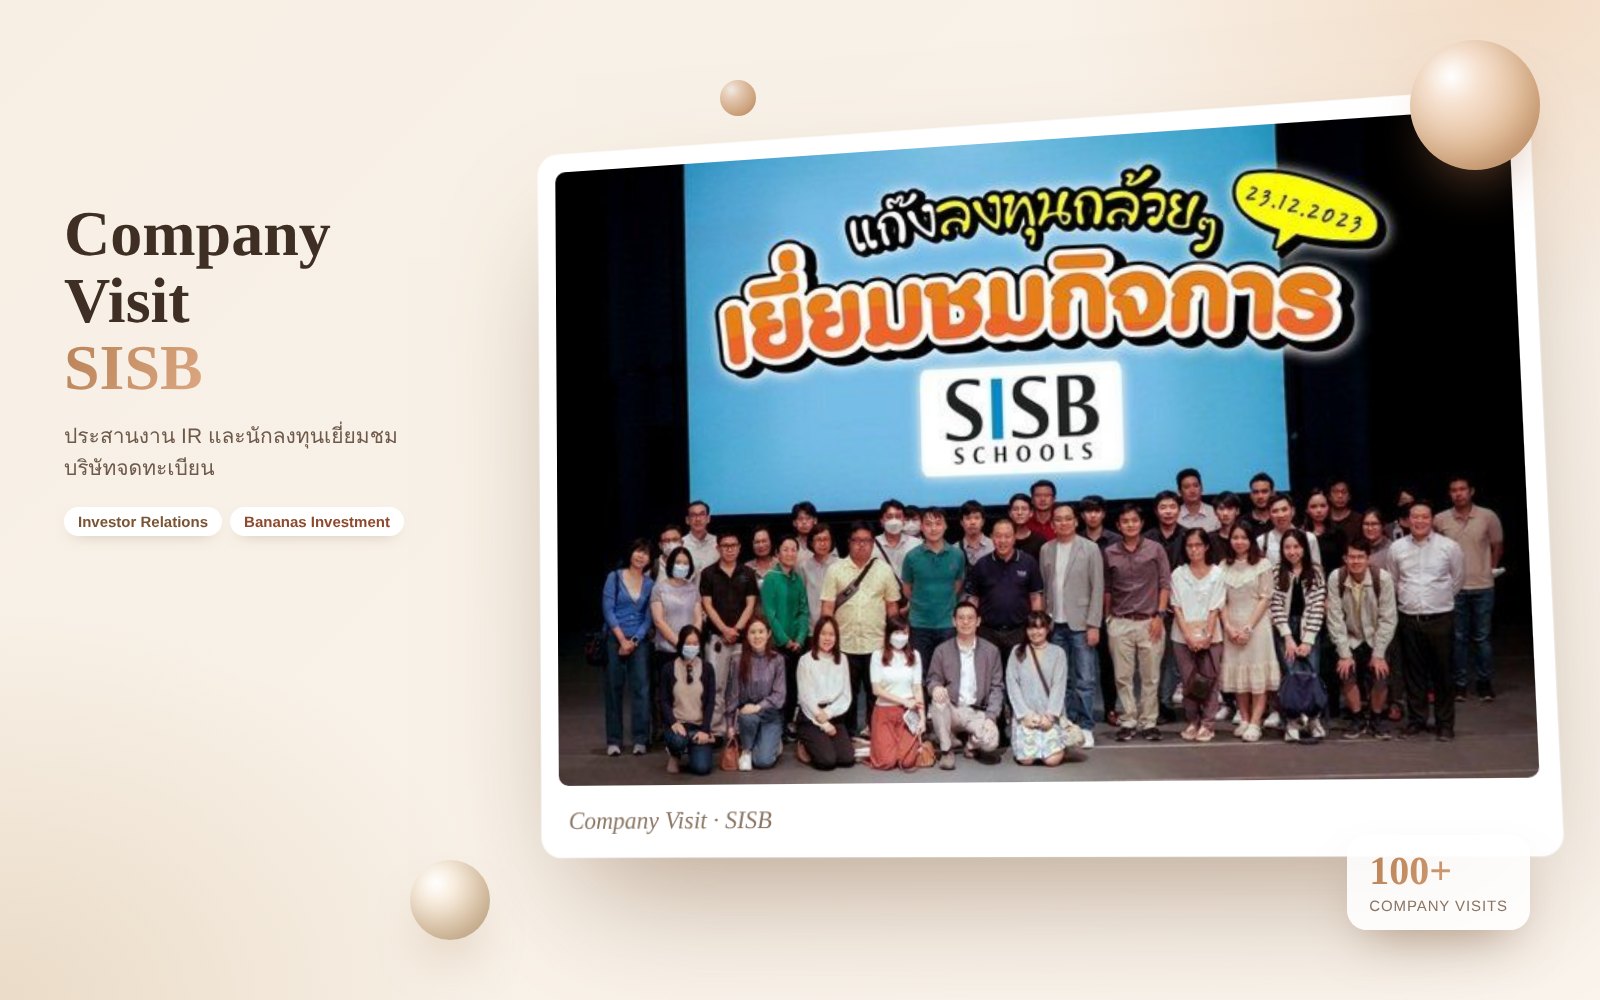 Company
Visit
SISB
ประสานงาน IR และนักลงทุนเยี่ยมชม
บริษัทจดทะเบียน
Investor Relations
Bananas Investment
แก๊งลงทุนกล้วยๆ
23.12.2023
เยี่ยมชมกิจการ
SISB
SCHOOLS
Company Visit · SISB
100+
COMPANY VISITS